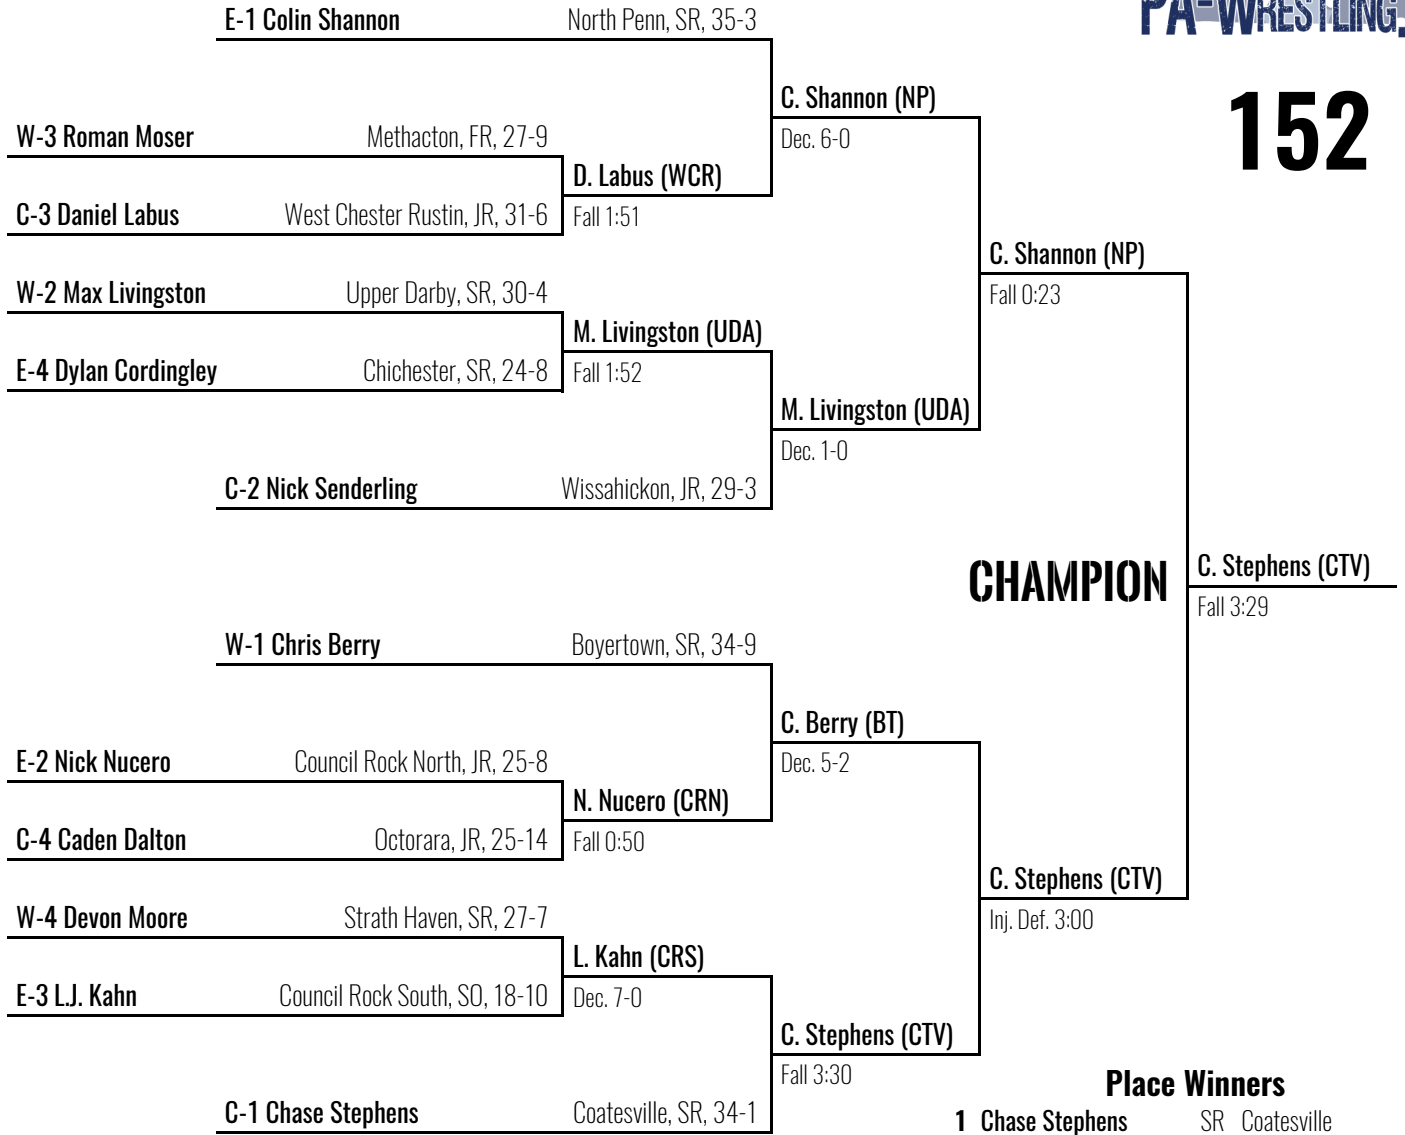 PA-WRESTLING.
152
E-1 Colin Shannon North Penn, SR, 35-3
C. Shannon (NP)
Dec. 6-0
W-3 Roman Moser Methacton, FR, 27-9
D. Labus (WCR)
Fall 1:51
C-3 Daniel Labus West Chester Rustin, JR, 31-6
C. Shannon (NP)
Fall 0:23
W-2 Max Livingston Upper Darby, SR, 30-4
M. Livingston (UDA)
Fall 1:52
E-4 Dylan Cordingley Chichester, SR, 24-8
M. Livingston (UDA)
Dec. 1-0
C-2 Nick Senderling Wissahickon, JR, 29-3
CHAMPION
C. Stephens (CTV)
Fall 3:29
W-1 Chris Berry Boyertown, SR, 34-9
C. Berry (BT)
Dec. 5-2
E-2 Nick Nucero Council Rock North, JR, 25-8
N. Nucero (CRN)
Fall 0:50
C-4 Caden Dalton Octorara, JR, 25-14
C. Stephens (CTV)
Inj. Def. 3:00
W-4 Devon Moore Strath Haven, SR, 27-7
L. Kahn (CRS)
Dec. 7-0
E-3 L.J. Kahn Council Rock South, SO, 18-10
C. Stephens (CTV)
Fall 3:30
C-1 Chase Stephens Coatesville, SR, 34-1
Place Winners
1 Chase Stephens SR Coatesville